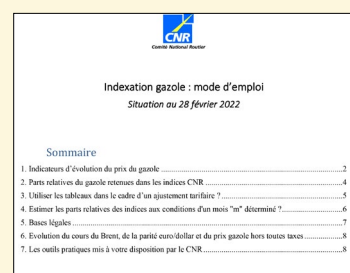 CNR
Comité National Routier
Indexation gazole : mode d'emploi
Situation au 28 février 2022
Sommaire
1. Indicateurs d'évolution du prix du gazole ........ 2
2. Parts relatives du gazole retenues dans les indices CNR ........ 4
3. Utiliser les tableaux dans le cadre d'un ajustement tarifaire ? ........ 5
4. Estimer les parts relatives des indices aux conditions d'un mois "m" déterminé ? ........ 6
5. Bases légales ........ 7
6. Evolution du cours du Brent, de la parité euro/dollar et du prix gazole hors toutes taxes ........ 8
7. Les outils pratiques mis à votre disposition par le CNR ........ 8